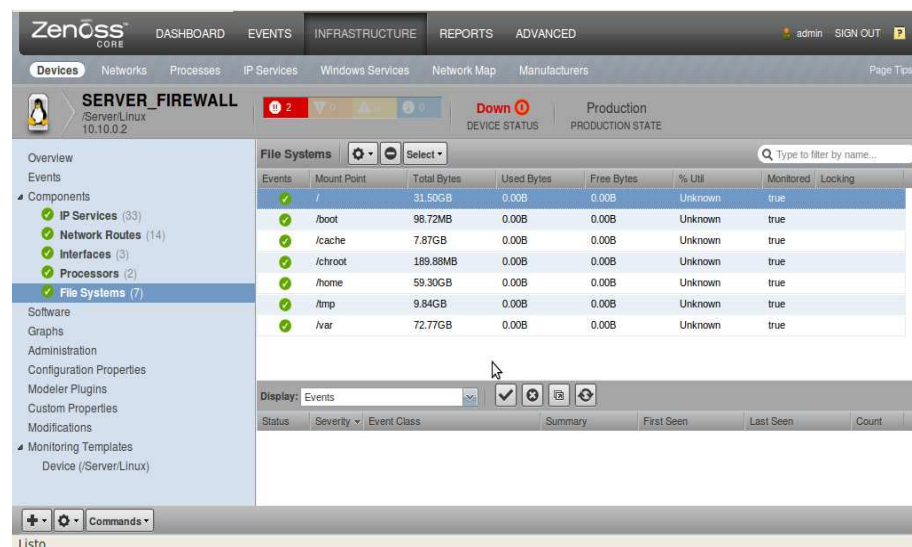 Zenoss CORE
DASHBOARD EVENTS INFRASTRUCTURE REPORTS ADVANCED admin SIGN OUT ?
Devices Networks Processes IP Services Windows Services Network Map Manufacturers Page Tips
SERVER_FIREWALL
/Server/Linux
10.10.0.2
2 0 0
Down
DEVICE STATUS
Production
PRODUCTION STATE
Overview
Events
Components
IP Services (33)
Network Routes (14)
Interfaces (3)
Processors (2)
File Systems (7)
Software
Graphs
Administration
Configuration Properties
Modeler Plugins
Custom Properties
Modifications
Monitoring Templates
Device (/Server/Linux)
File Systems Select Type to filter by name...
Events Mount Point Total Bytes Used Bytes Free Bytes % Util Monitored Locking
/ 31.50GB 0.00B 0.00B Unknown true
/boot 98.72MB 0.00B 0.00B Unknown true
/cache 7.87GB 0.00B 0.00B Unknown true
/chroot 189.88MB 0.00B 0.00B Unknown true
/home 59.30GB 0.00B 0.00B Unknown true
/tmp 9.84GB 0.00B 0.00B Unknown true
/var 72.77GB 0.00B 0.00B Unknown true
Display: Events
Status Severity Event Class Summary First Seen Last Seen Count
Commands
Listo